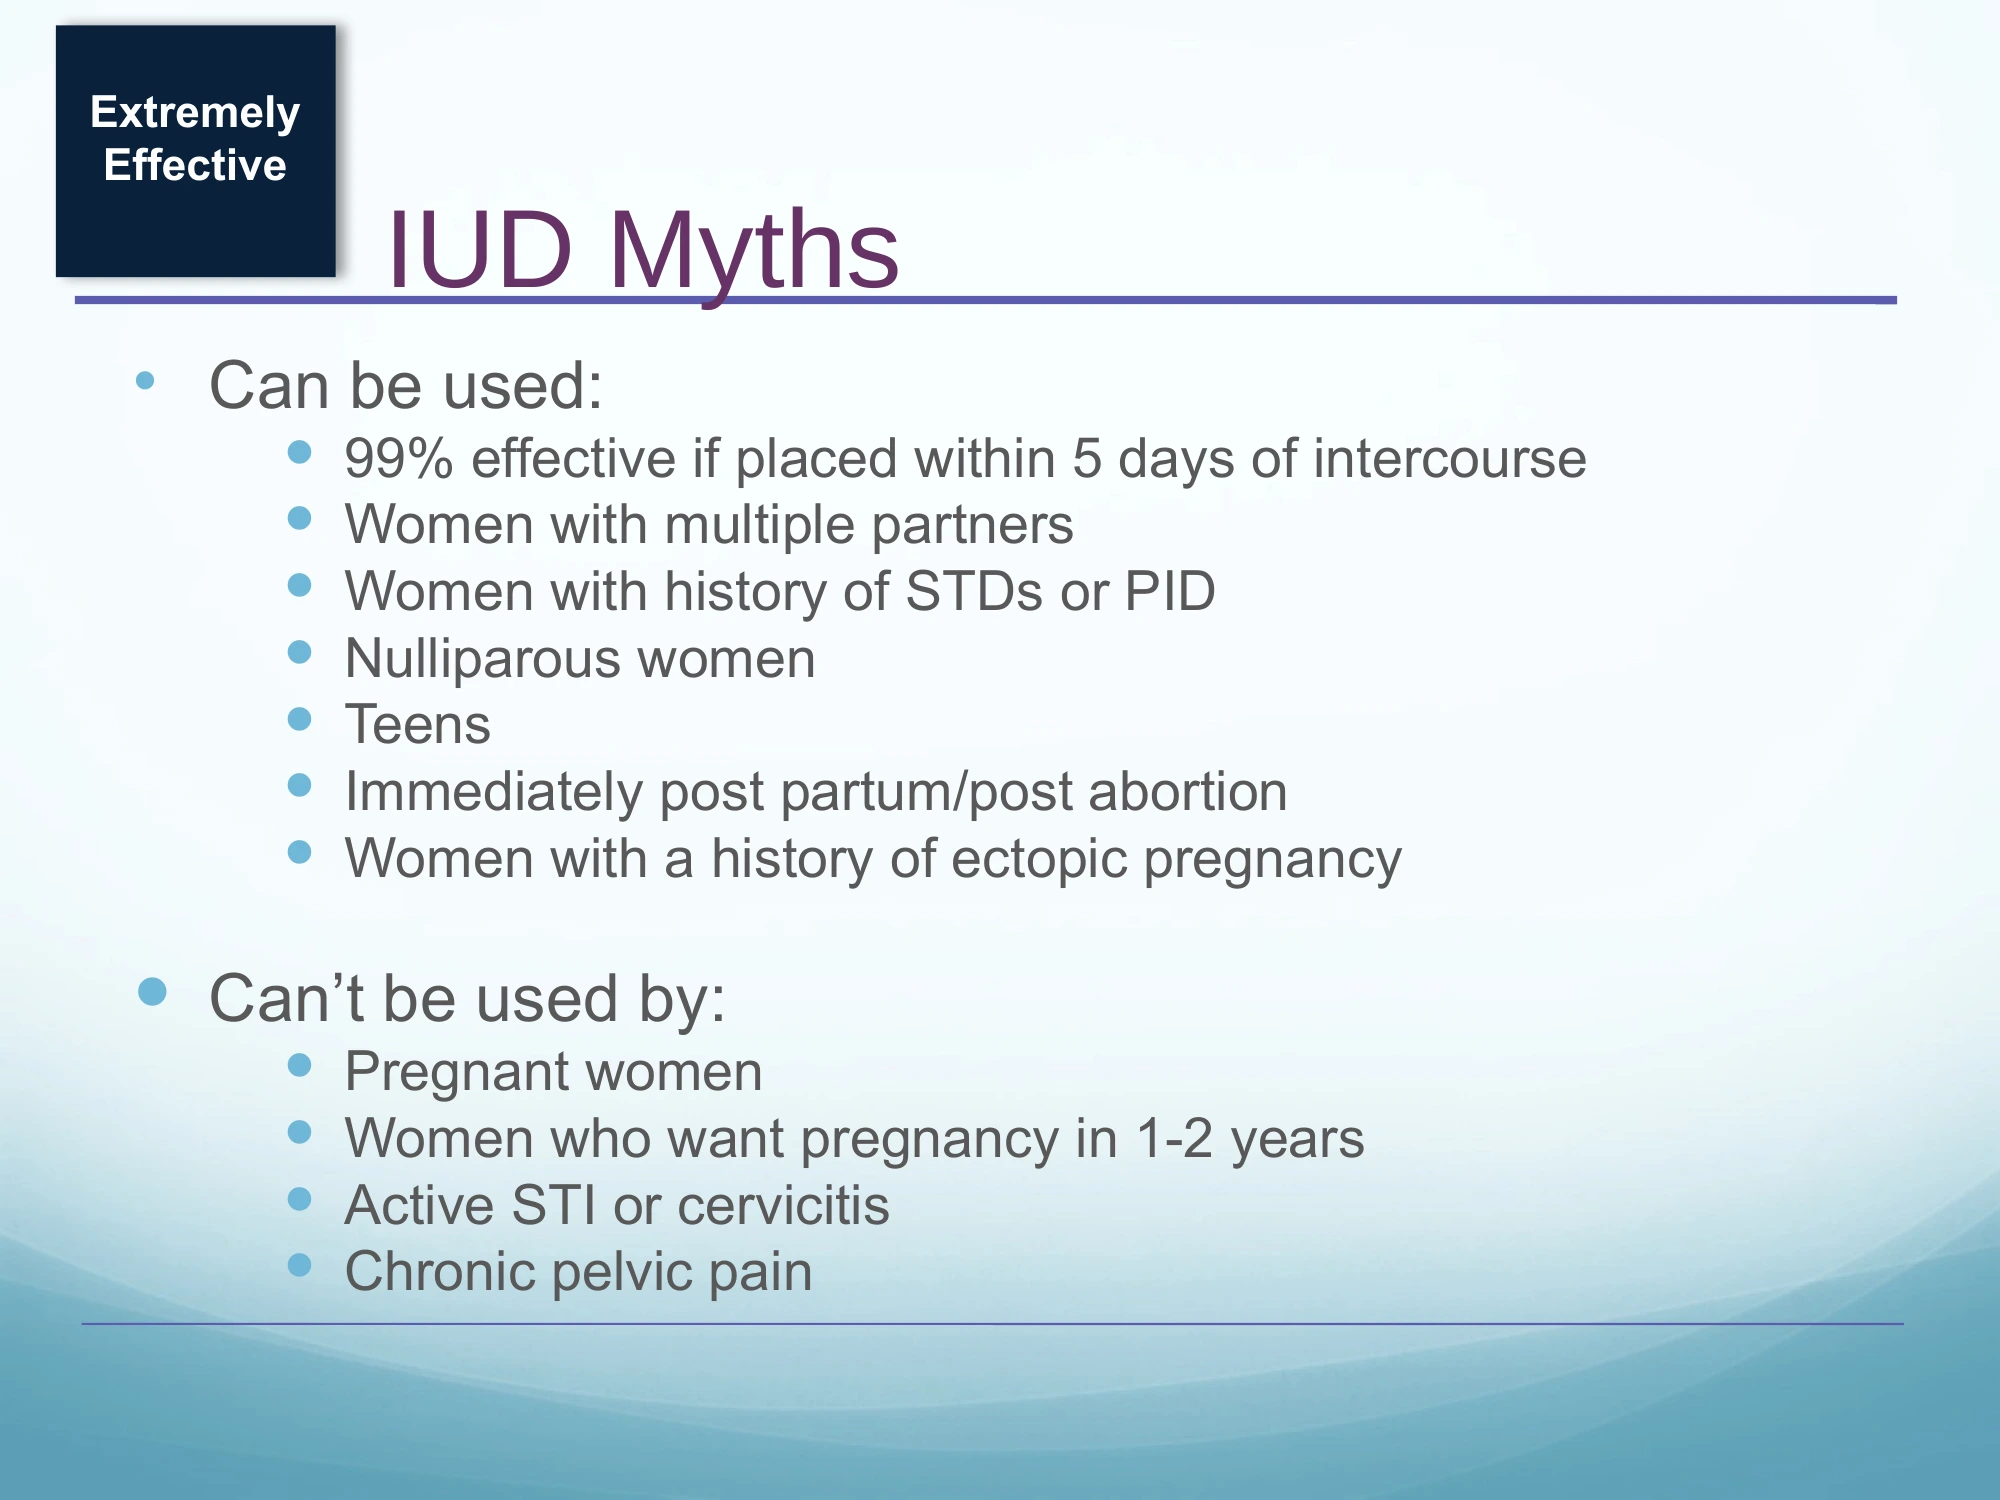 Extremely
Effective
IUD Myths
• Can be used:
• 99% effective if placed within 5 days of intercourse
• Women with multiple partners
• Women with history of STDs or PID
• Nulliparous women
• Teens
• Immediately post partum/post abortion
• Women with a history of ectopic pregnancy
• Can’t be used by:
• Pregnant women
• Women who want pregnancy in 1-2 years
• Active STI or cervicitis
• Chronic pelvic pain